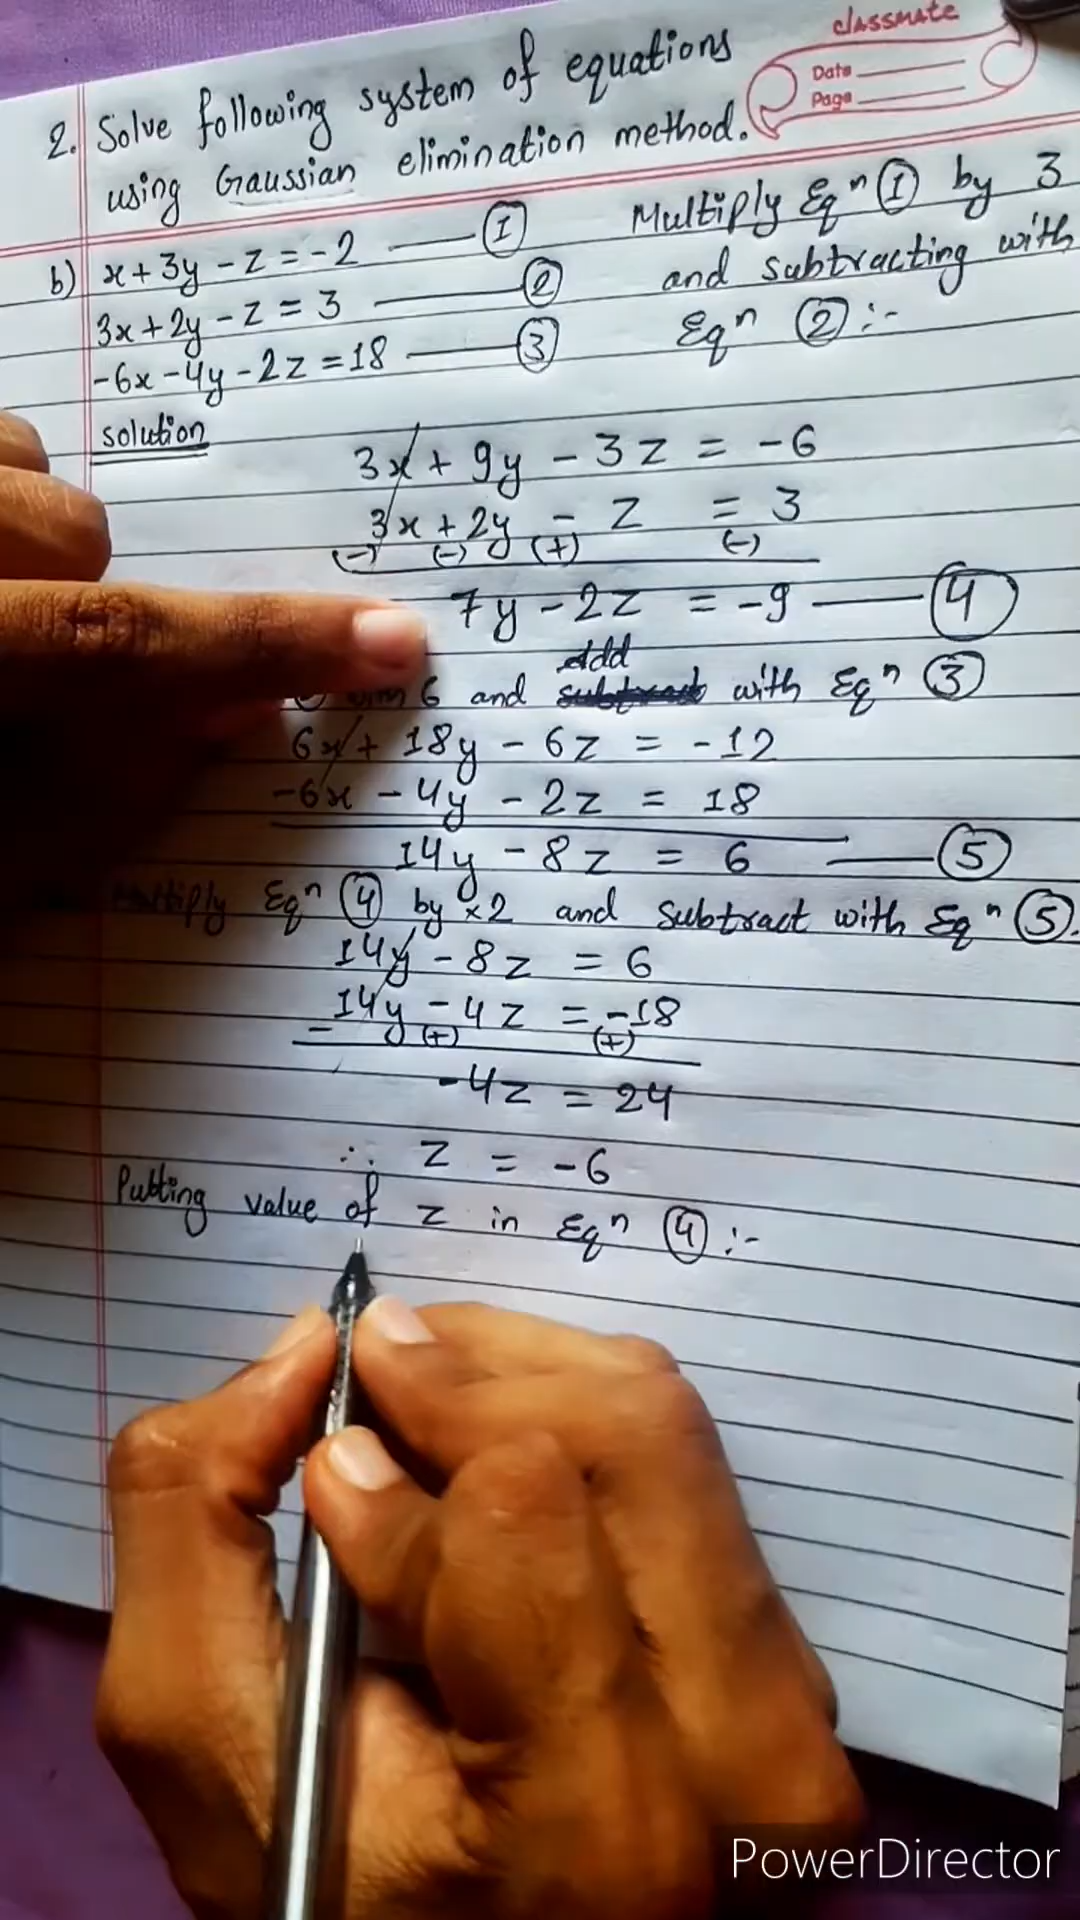 classmate
Date
Page
2. Solve following system of equations
using Gaussian elimination method.
b) x + 3y - z = -2 —— ①
3x + 2y - z = 3 —— ②
-6x - 4y - 2z = 18 —— ③
Multiply Eqⁿ ① by 3
and subtracting with
Eqⁿ ② :-
solution
3x + 9y - 3z = -6
3x + 2y - z = 3
(-) (-) (+) (-)
7y - 2z = -9 —— ④
add
6 and with Eqⁿ ③
6x + 18y - 6z = -12
-6x - 4y - 2z = 18
14y - 8z = 6 —— ⑤
Multiply Eqⁿ ④ by x2 and subtract with Eqⁿ ⑤.
14y - 8z = 6
14y - 4z = -18
- (+) (+)
-4z = 24
∴ z = -6
Putting value of z in Eqⁿ ④ :-
PowerDirector